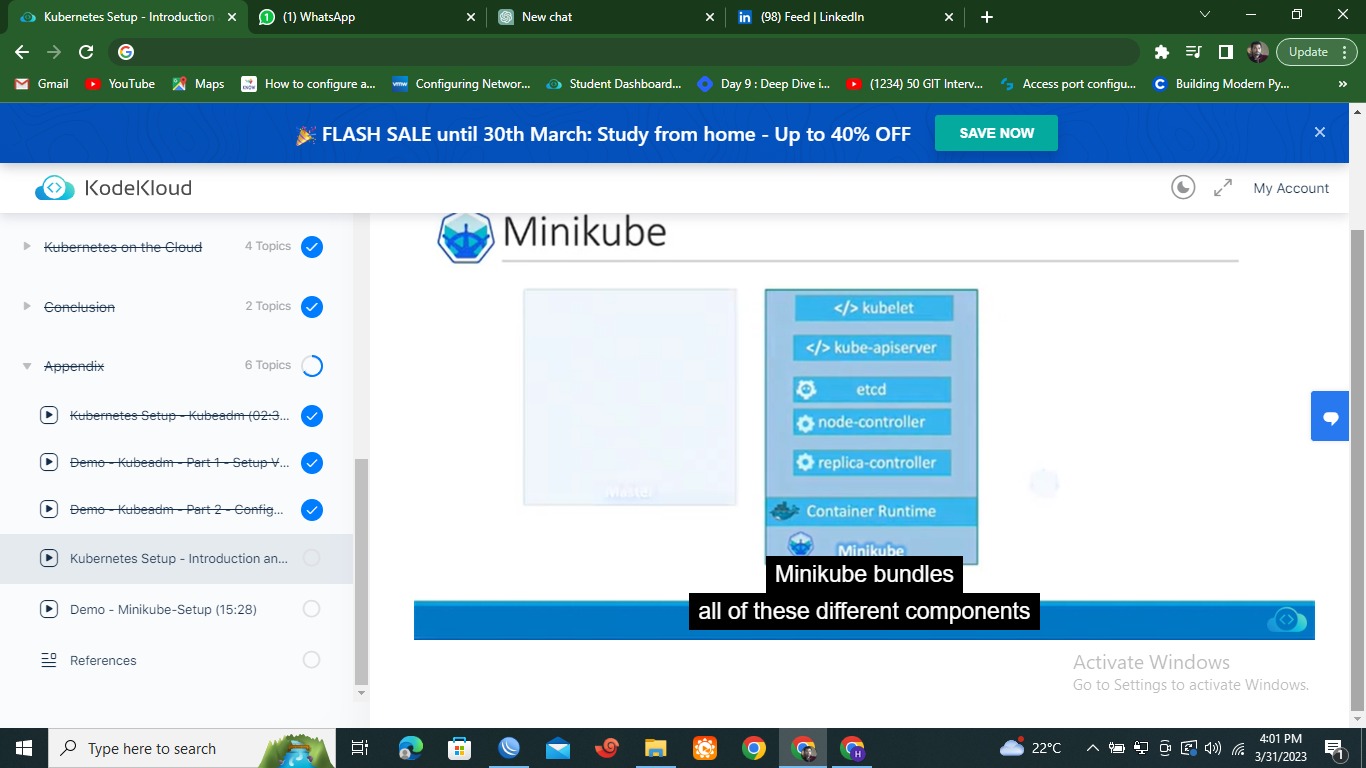 Kubernetes Setup - Introduction
(1) WhatsApp
New chat
(98) Feed | LinkedIn
Update
Gmail
YouTube
Maps
How to configure a...
Configuring Networ...
Student Dashboard...
Day 9 : Deep Dive i...
(1234) 50 GIT Interv...
Access port configu...
Building Modern Py...
FLASH SALE until 30th March: Study from home - Up to 40% OFF
SAVE NOW
KodeKloud
My Account
Kubernetes on the Cloud
4 Topics
Conclusion
2 Topics
Appendix
6 Topics
Kubernetes Setup - Kubeadm (02:3...
Demo - Kubeadm - Part 1 - Setup V...
Demo - Kubeadm - Part 2 - Config...
Kubernetes Setup - Introduction an...
Demo - Minikube-Setup (15:28)
References
Minikube
Master
</> kubelet
</> kube-apiserver
etcd
node-controller
replica-controller
Container Runtime
Minikube
Minikube bundles
all of these different components
Activate Windows
Go to Settings to activate Windows.
Type here to search
22°C
4:01 PM
3/31/2023
1